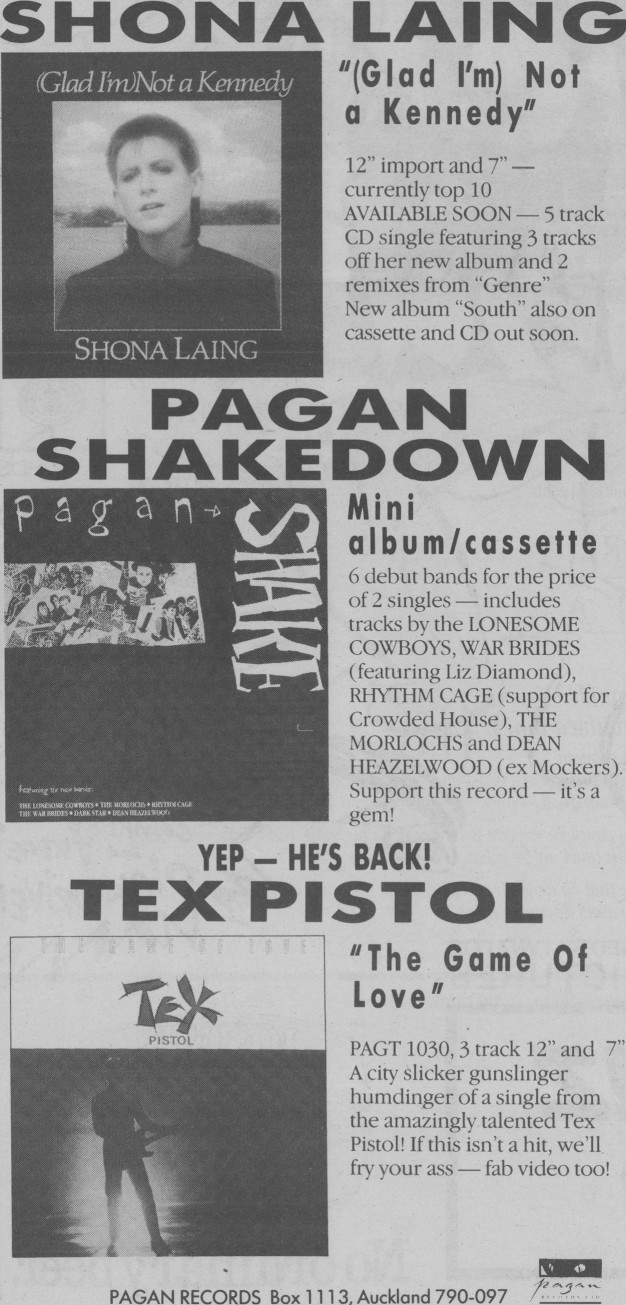 SHONA LAING
(Glad I'm) Not a Kennedy
SHONA LAING
"(Glad I'm) Not
a Kennedy"
12" import and 7" —
currently top 10
AVAILABLE SOON — 5 track
CD single featuring 3 tracks
off her new album and 2
remixes from "Genre"
New album "South" also on
cassette and CD out soon.
PAGAN
SHAKEDOWN
pagan→
SHAKE
featuring the new bands:
THE LONESOME COWBOYS • THE MORLOCHS • RHYTHM CAGE
THE WAR BRIDES • DARK STAR • DEAN HEAZELWOOD
Mini
album/cassette
6 debut bands for the price
of 2 singles — includes
tracks by the LONESOME
COWBOYS, WAR BRIDES
(featuring Liz Diamond),
RHYTHM CAGE (support for
Crowded House), THE
MORLOCHS and DEAN
HEAZELWOOD (ex Mockers).
Support this record — it's a
gem!
YEP — HE'S BACK!
TEX PISTOL
THE GAME OF LOVE
TEX
PISTOL
"The Game Of
Love"
PAGT 1030, 3 track 12" and 7"
A city slicker gunslinger
humdinger of a single from
the amazingly talented Tex
Pistol! If this isn't a hit, we'll
fry your ass — fab video too!
PAGAN RECORDS Box 1113, Auckland 790-097
pagan
RECORDS LTD